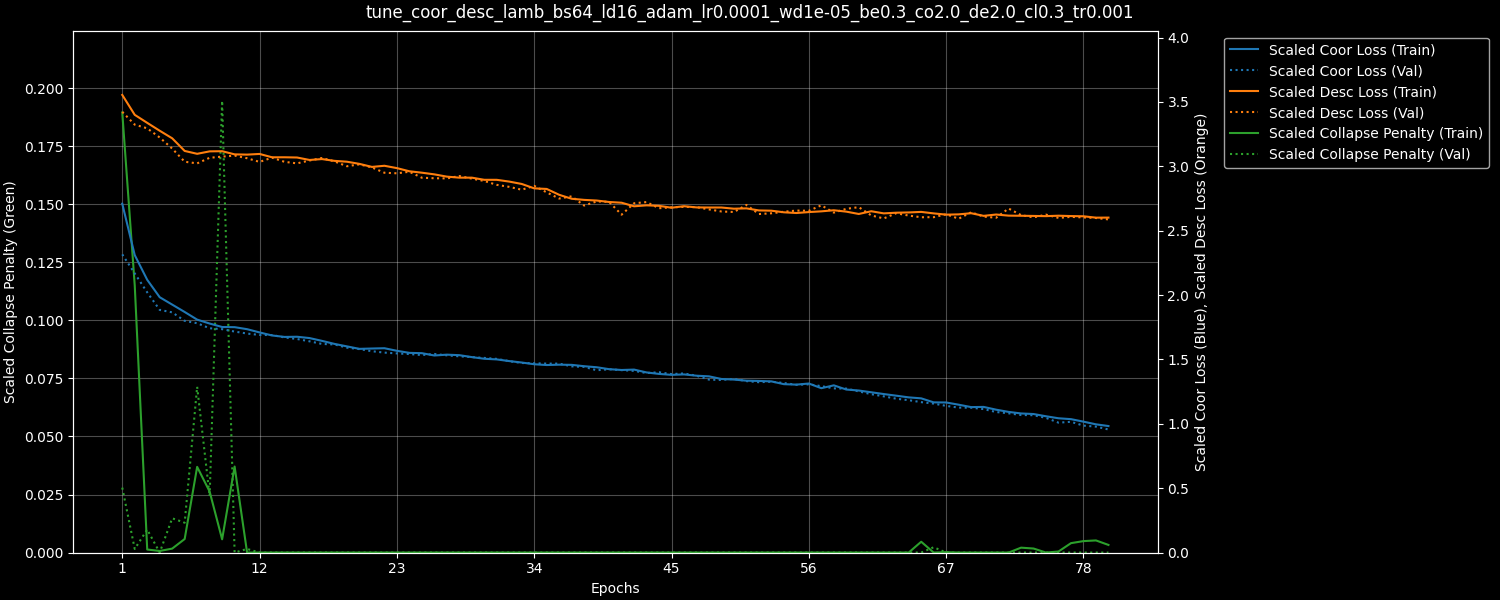 tune_coor_desc_lamb_bs64_ld16_adam_lr0.0001_wd1e-05_be0.3_co2.0_de2.0_cl0.3_tr0.001
Scaled Collapse Penalty (Green)
0.200
0.175
0.150
0.125
0.100
0.075
0.050
0.025
0.000
1 12 23 34 45 56 67 78
Epochs
4.0
3.5
3.0
2.5
2.0
1.5
1.0
0.5
0.0
Scaled Coor Loss (Blue), Scaled Desc Loss (Orange)
Scaled Coor Loss (Train)
Scaled Coor Loss (Val)
Scaled Desc Loss (Train)
Scaled Desc Loss (Val)
Scaled Collapse Penalty (Train)
Scaled Collapse Penalty (Val)